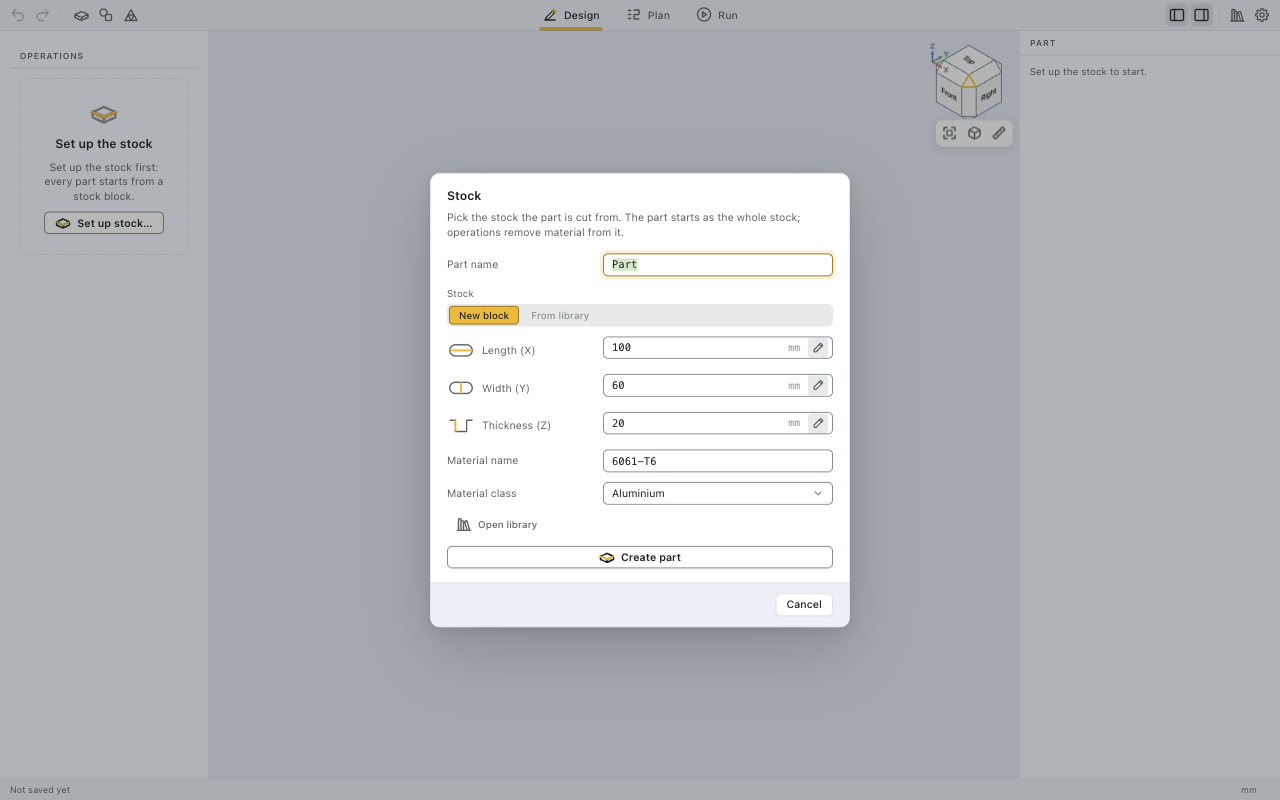 Design
Plan
Run
OPERATIONS
Set up the stock
Set up the stock first:
every part starts from a
stock block.
Set up stock...
Z
Y
X
Top
Front
Right
PART
Set up the stock to start.
Stock
Pick the stock the part is cut from. The part starts as the whole stock;
operations remove material from it.
Part name
Part
Stock
New block
From library
Length (X)
100
mm
Width (Y)
60
mm
Thickness (Z)
20
mm
Material name
6061-T6
Material class
Aluminium
Open library
Create part
Cancel
Not saved yet
mm